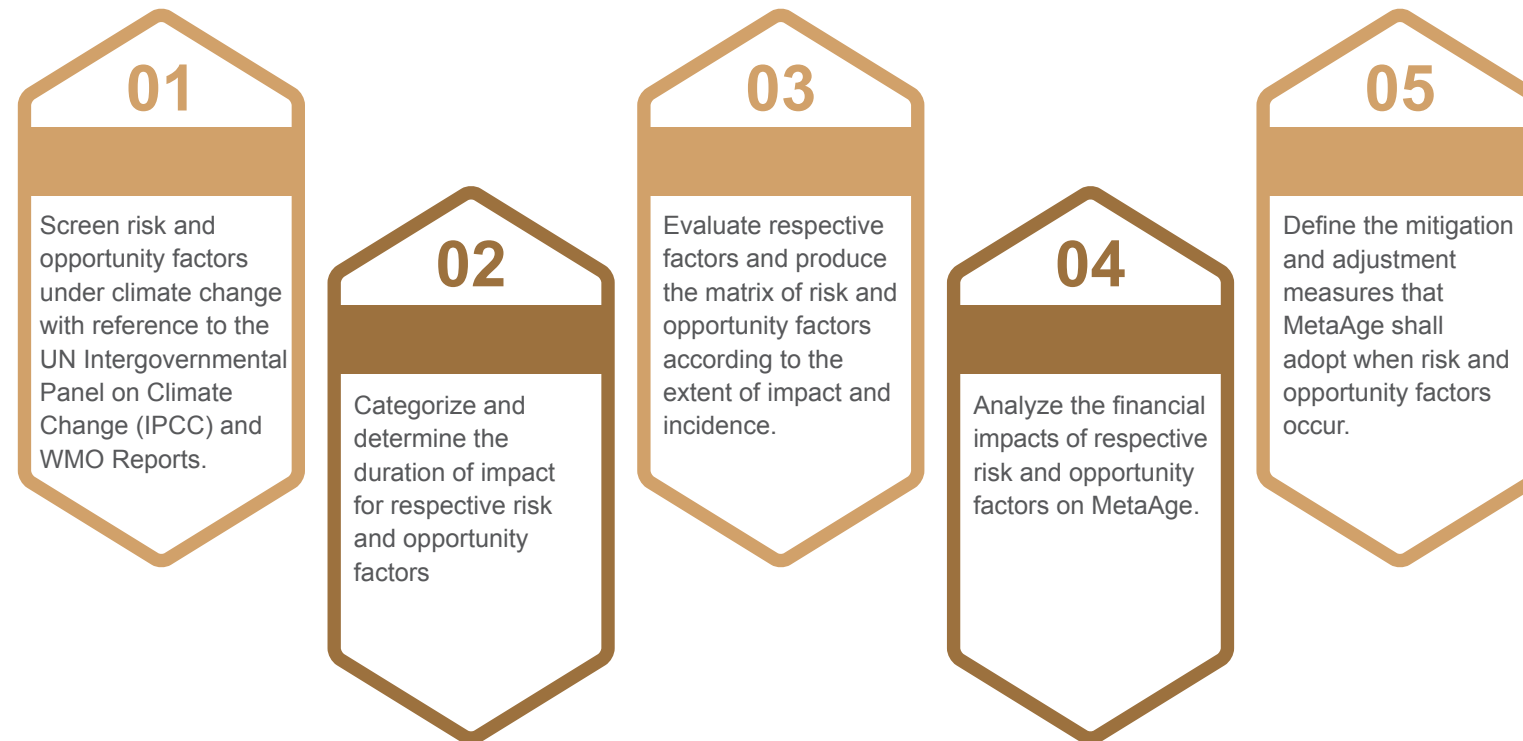 01
Screen risk and
opportunity factors
under climate change
with reference to the
UN Intergovernmental
Panel on Climate
Change (IPCC) and
WMO Reports.
02
Categorize and
determine the
duration of impact
for respective risk
and opportunity
factors
03
Evaluate respective
factors and produce
the matrix of risk and
opportunity factors
according to the
extent of impact and
incidence.
04
Analyze the financial
impacts of respective
risk and opportunity
factors on MetaAge.
05
Define the mitigation
and adjustment
measures that
MetaAge shall
adopt when risk and
opportunity factors
occur.